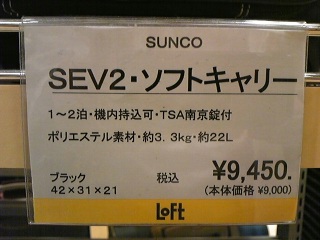 SUNCO
SEV2・ソフトキャリー
1～2泊・機内持込可・TSA南京錠付
ポリエステル素材・約3.3kg・約22L
ブラック 税込 ¥9,450.
42×31×21 (本体価格 ¥9,000)
LoFt